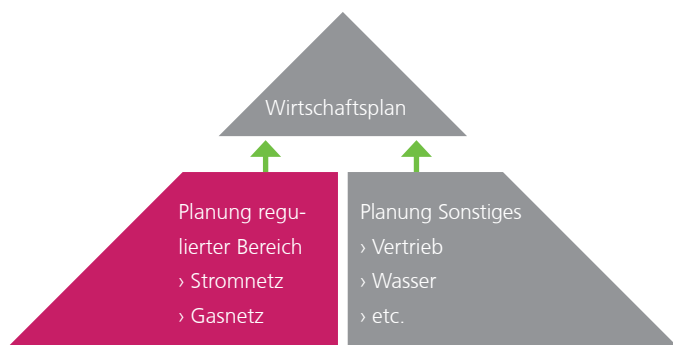 Wirtschaftsplan
Planung regu-
lierter Bereich
› Stromnetz
› Gasnetz
Planung Sonstiges
› Vertrieb
› Wasser
› etc.